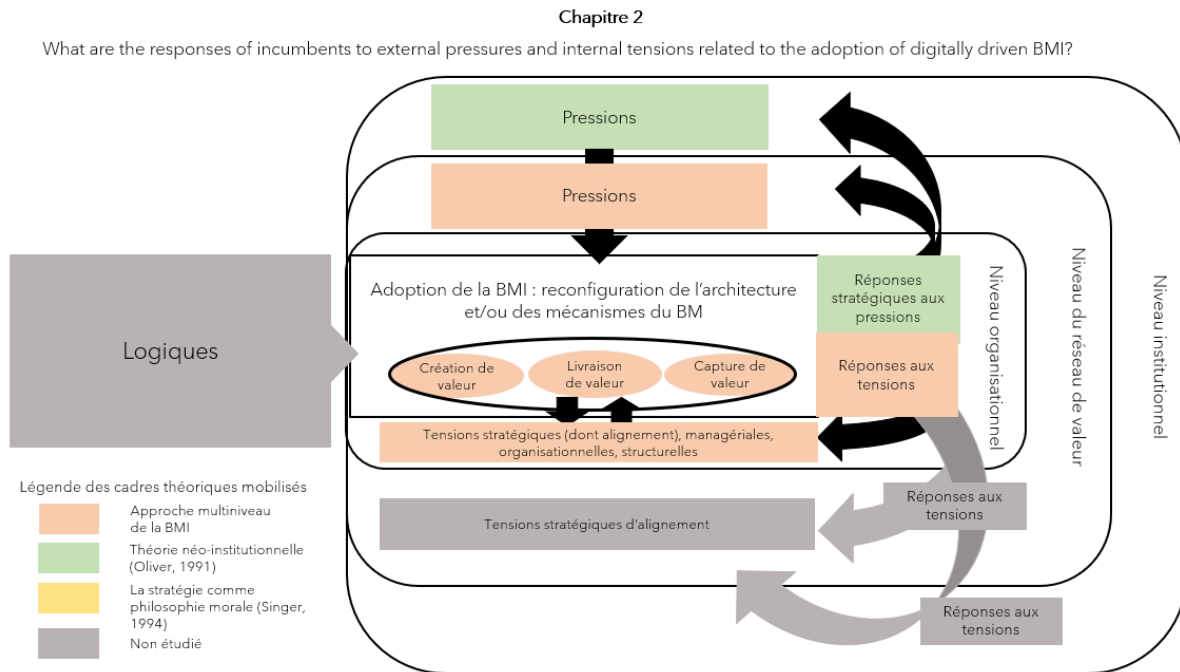 Chapitre 2
What are the responses of incumbents to external pressures and internal tensions related to the adoption of digitally driven BMI?
Pressions
Pressions
Adoption de la BMI : reconfiguration de l'architecture
et/ou des mécanismes du BM
Création de
valeur
Livraison
de valeur
Capture de
valeur
Réponses
stratégiques aux
pressions
Réponses aux
tensions
Niveau organisationnel
Niveau du réseau de valeur
Niveau institutionnel
Logiques
Tensions stratégiques (dont alignement), managériales,
organisationnelles, structurelles
Tensions stratégiques d'alignement
Réponses aux
tensions
Réponses aux
tensions
Légende des cadres théoriques mobilisés
Approche multiniveau
de la BMI
Théorie néo-institutionnelle
(Oliver, 1991)
La stratégie comme
philosophie morale (Singer,
1994)
Non étudié